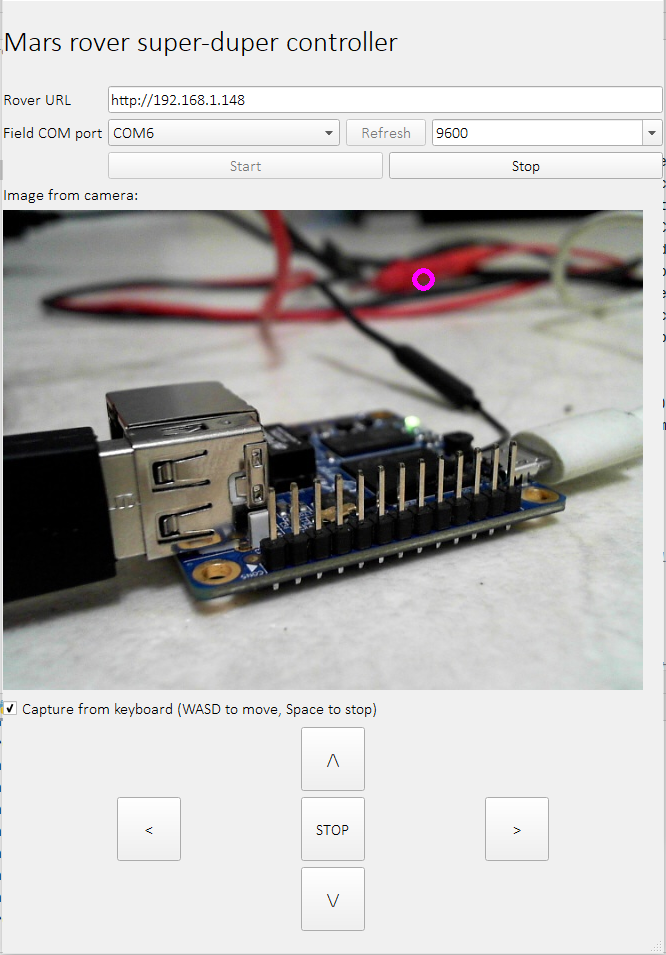 Mars rover super-duper controller
Rover URL http://192.168.1.148
Field COM port COM6 Refresh 9600
Start Stop
Image from camera:
CON5
Capture from keyboard (WASD to move, Space to stop)
/\
< STOP >
\/